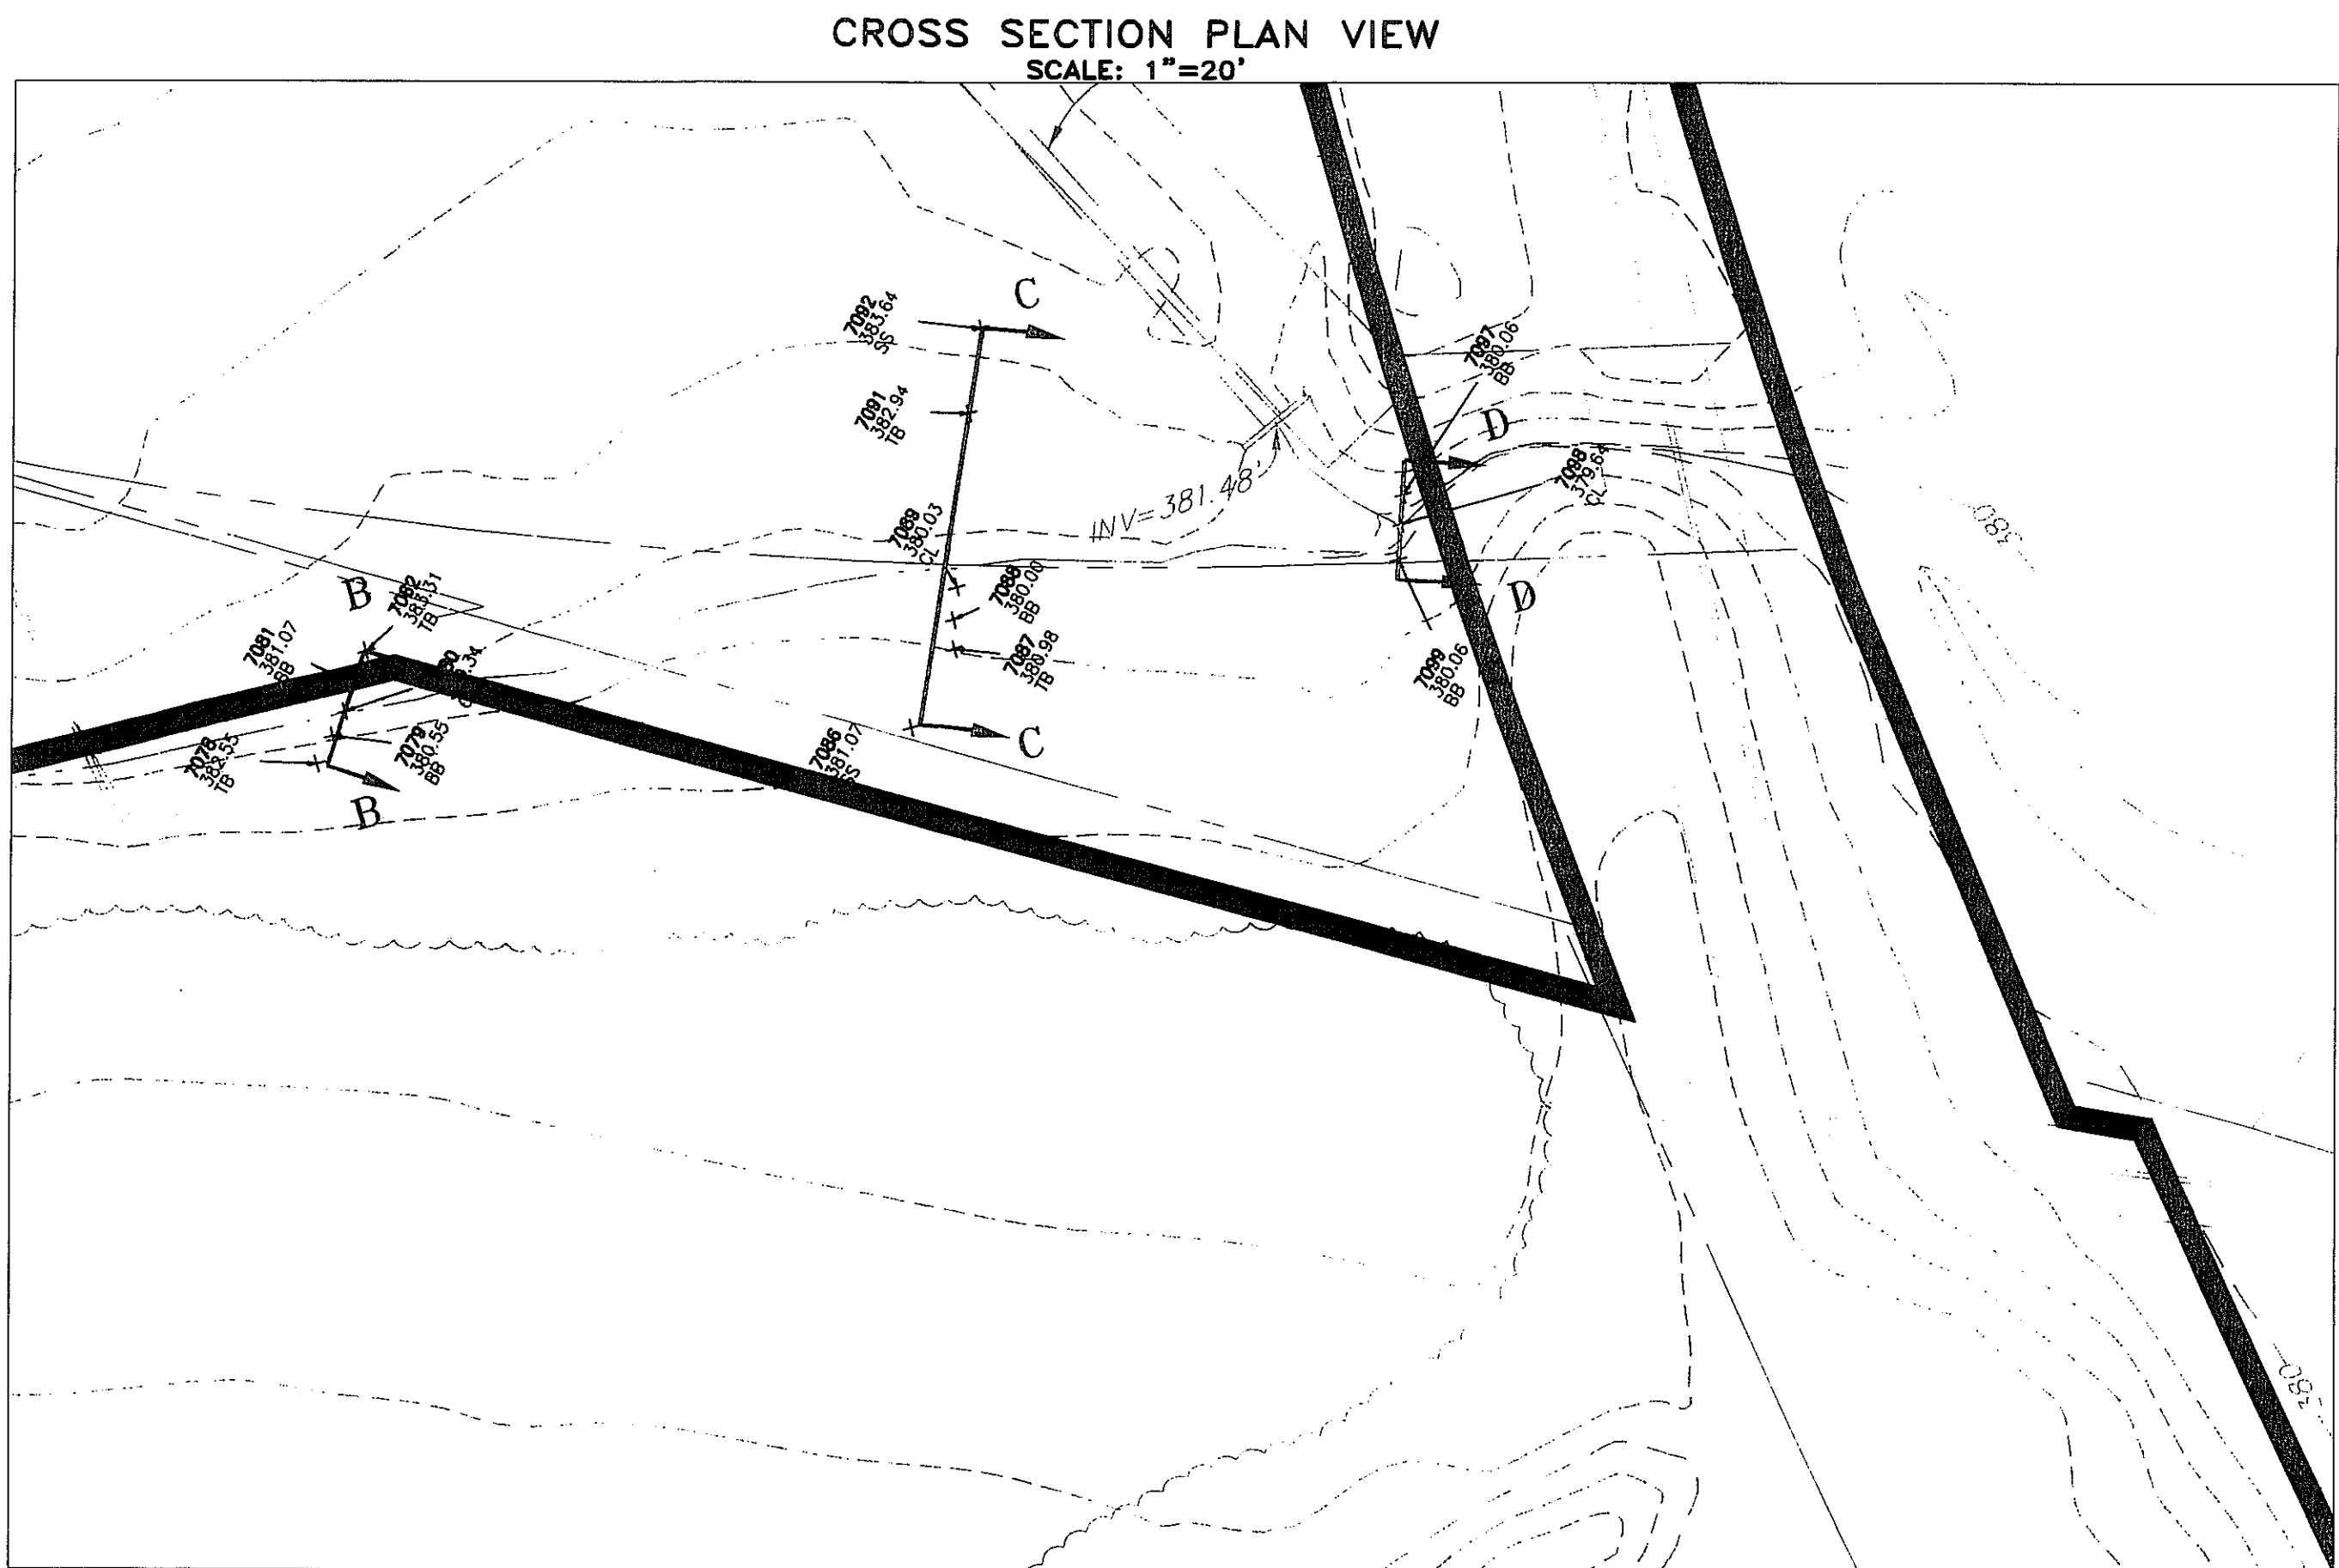 CROSS SECTION PLAN VIEW
SCALE: 1"=20'
C
7092
383.64
SS
7091
382.94
TB
7097
380.06
BB
D
7098
379.64
CL
INV=381.48'
7089
380.03
CL
7088
380.00
BB
380
B
7082
383.31
TB
D
7081
381.07
BB
7087
380.98
TB
7099
380.06
BB
C
7086
381.07
SS
7078
382.55
TB
7079
380.55
BB
B
380